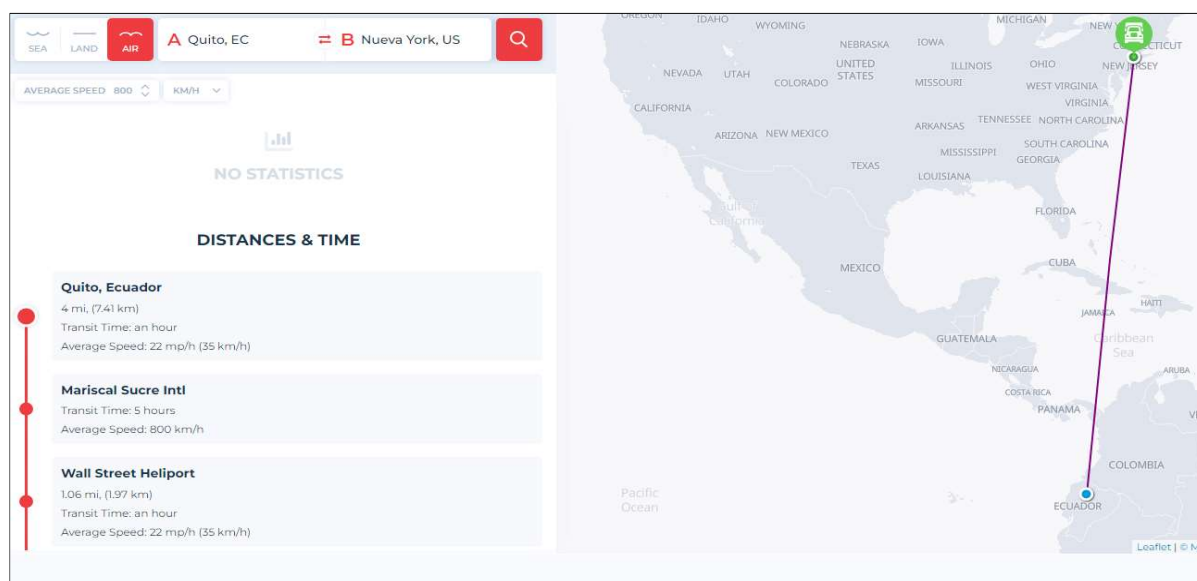 SEA
LAND
AIR
A Quito, EC
B Nueva York, US
AVERAGE SPEED 800
KM/H
NO STATISTICS
DISTANCES & TIME
Quito, Ecuador
4 mi, (7.41 km)
Transit Time: an hour
Average Speed: 22 mp/h (35 km/h)
Mariscal Sucre Intl
Transit Time: 5 hours
Average Speed: 800 km/h
Wall Street Heliport
1.06 mi, (1.97 km)
Transit Time: an hour
Average Speed: 22 mp/h (35 km/h)
IDAHO
WYOMING
MICHIGAN
NEBRASKA
IOWA
NEVADA
UTAH
COLORADO
UNITED
STATES
ILLINOIS
OHIO
MISSOURI
WEST VIRGINIA
VIRGINIA
CALIFORNIA
ARKANSAS
TENNESSEE
NORTH CAROLINA
ARIZONA
NEW MEXICO
MISSISSIPPI
SOUTH CAROLINA
GEORGIA
TEXAS
LOUISIANA
FLORIDA
MEXICO
CUBA
HAITI
JAMAICA
GUATEMALA
Caribbean
Sea
NICARAGUA
ARUBA
COSTA RICA
PANAMA
COLOMBIA
Pacific
Ocean
ECUADOR
Leaflet | © M